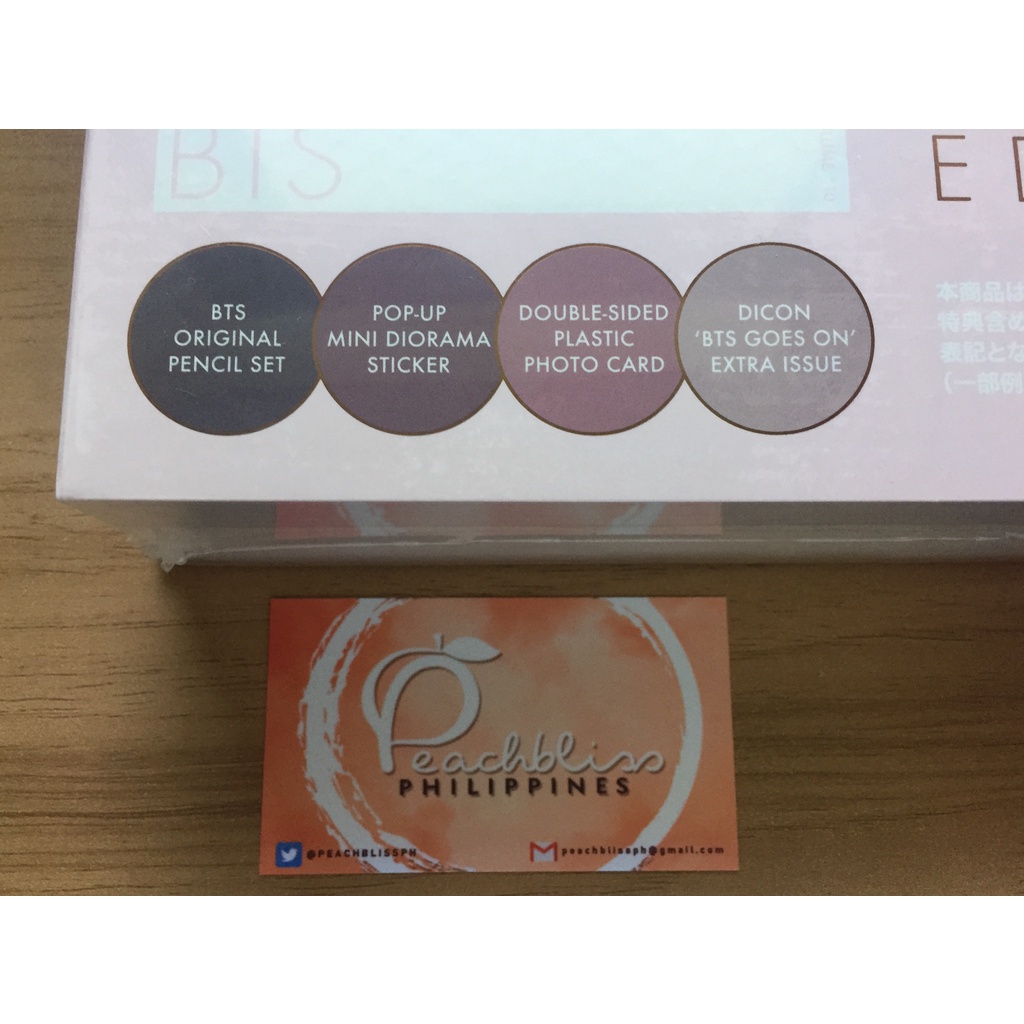 BTS
BTS
ORIGINAL
PENCIL SET
POP-UP
MINI DIORAMA
STICKER
DOUBLE-SIDED
PLASTIC
PHOTO CARD
DICON
‘BTS GOES ON’
EXTRA ISSUE
本商品は
特典含め
表記とな
(一部例
Peachbliss
PHILIPPINES
@PEACHBLISSPH
peachblissph@gmail.com